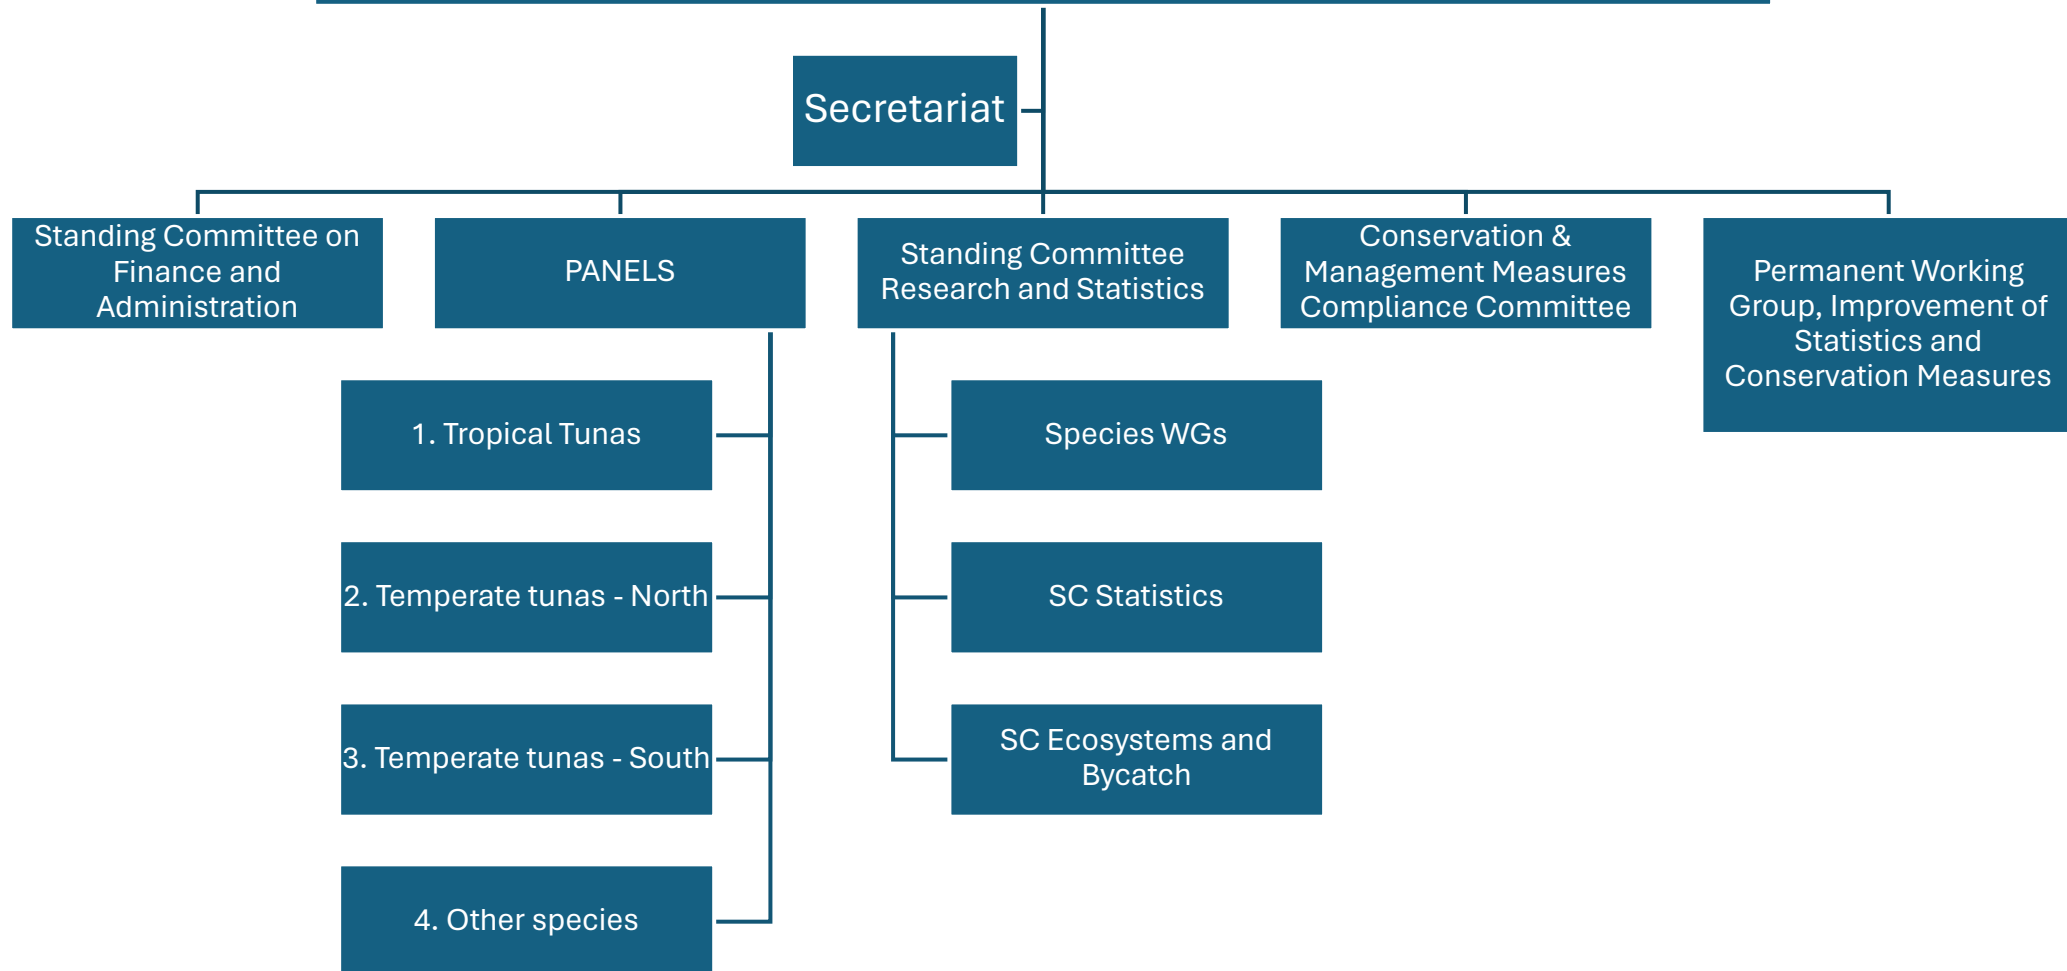 Secretariat
Standing Committee on
Finance and
Administration
PANELS
Standing Committee
Research and Statistics
Conservation &
Management Measures
Compliance Committee
Permanent Working
Group, Improvement of
Statistics and
Conservation Measures
1. Tropical Tunas
2. Temperate tunas - North
3. Temperate tunas - South
4. Other species
Species WGs
SC Statistics
SC Ecosystems and
Bycatch